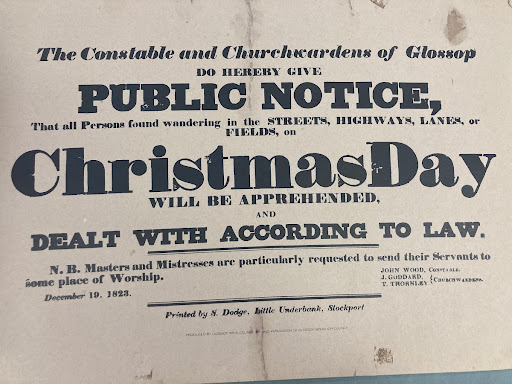 The Constable and Churchwardens of Glossop
DO HEREBY GIVE
PUBLIC NOTICE,
That all Persons found wandering in the STREETS, HIGHWAYS, LANES, or
FIELDS, on
ChristmasDay
WILL BE APPREHENDED,
AND
DEALT WITH ACCORDING TO LAW.
N. B. Masters and Mistresses are particularly requested to send their Servants to
some place of Worship.
JOHN WOOD, CONSTABLE.
J. GODDARD,
T. THORNLEY, } CHURCHWARDENS.
December 19. 1823.
Printed by S. Dodge, Little Underbank, Stockport